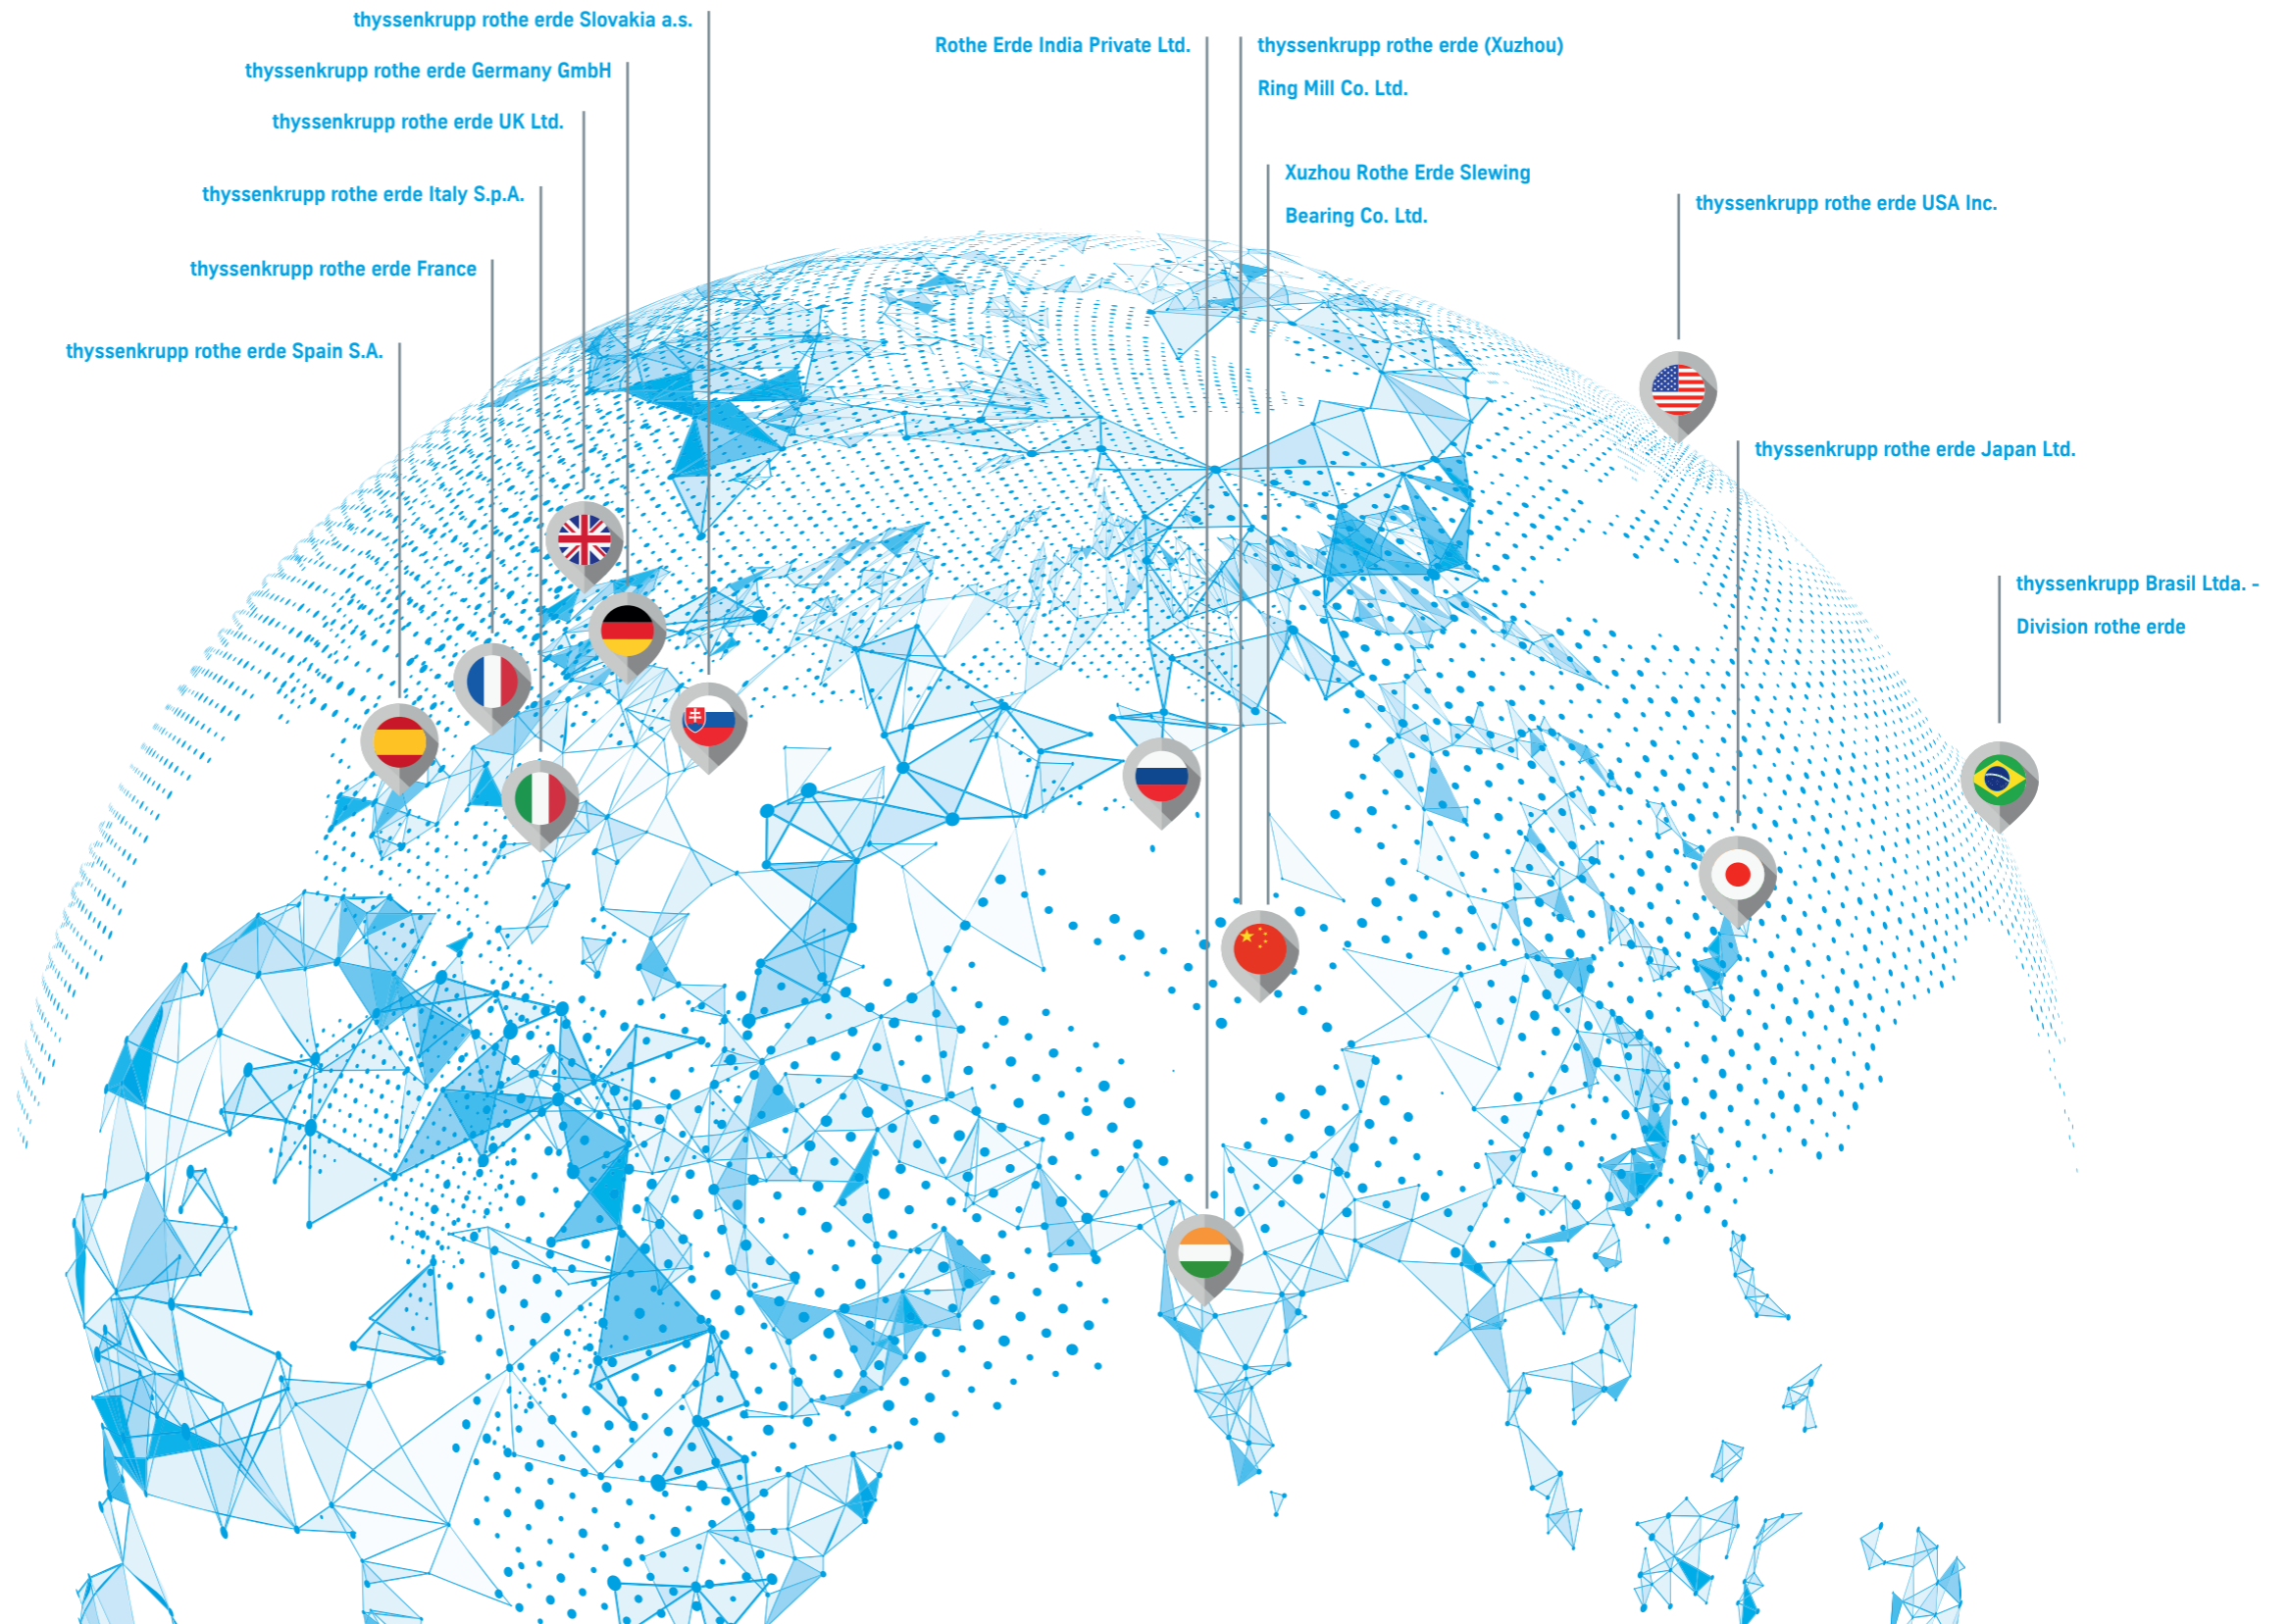 thyssenkrupp rothe erde Slovakia a.s.
thyssenkrupp rothe erde Germany GmbH
thyssenkrupp rothe erde UK Ltd.
thyssenkrupp rothe erde Italy S.p.A.
thyssenkrupp rothe erde France
thyssenkrupp rothe erde Spain S.A.
Rothe Erde India Private Ltd.
thyssenkrupp rothe erde (Xuzhou)
Ring Mill Co. Ltd.
Xuzhou Rothe Erde Slewing
Bearing Co. Ltd.
thyssenkrupp rothe erde USA Inc.
thyssenkrupp rothe erde Japan Ltd.
thyssenkrupp Brasil Ltda. -
Division rothe erde